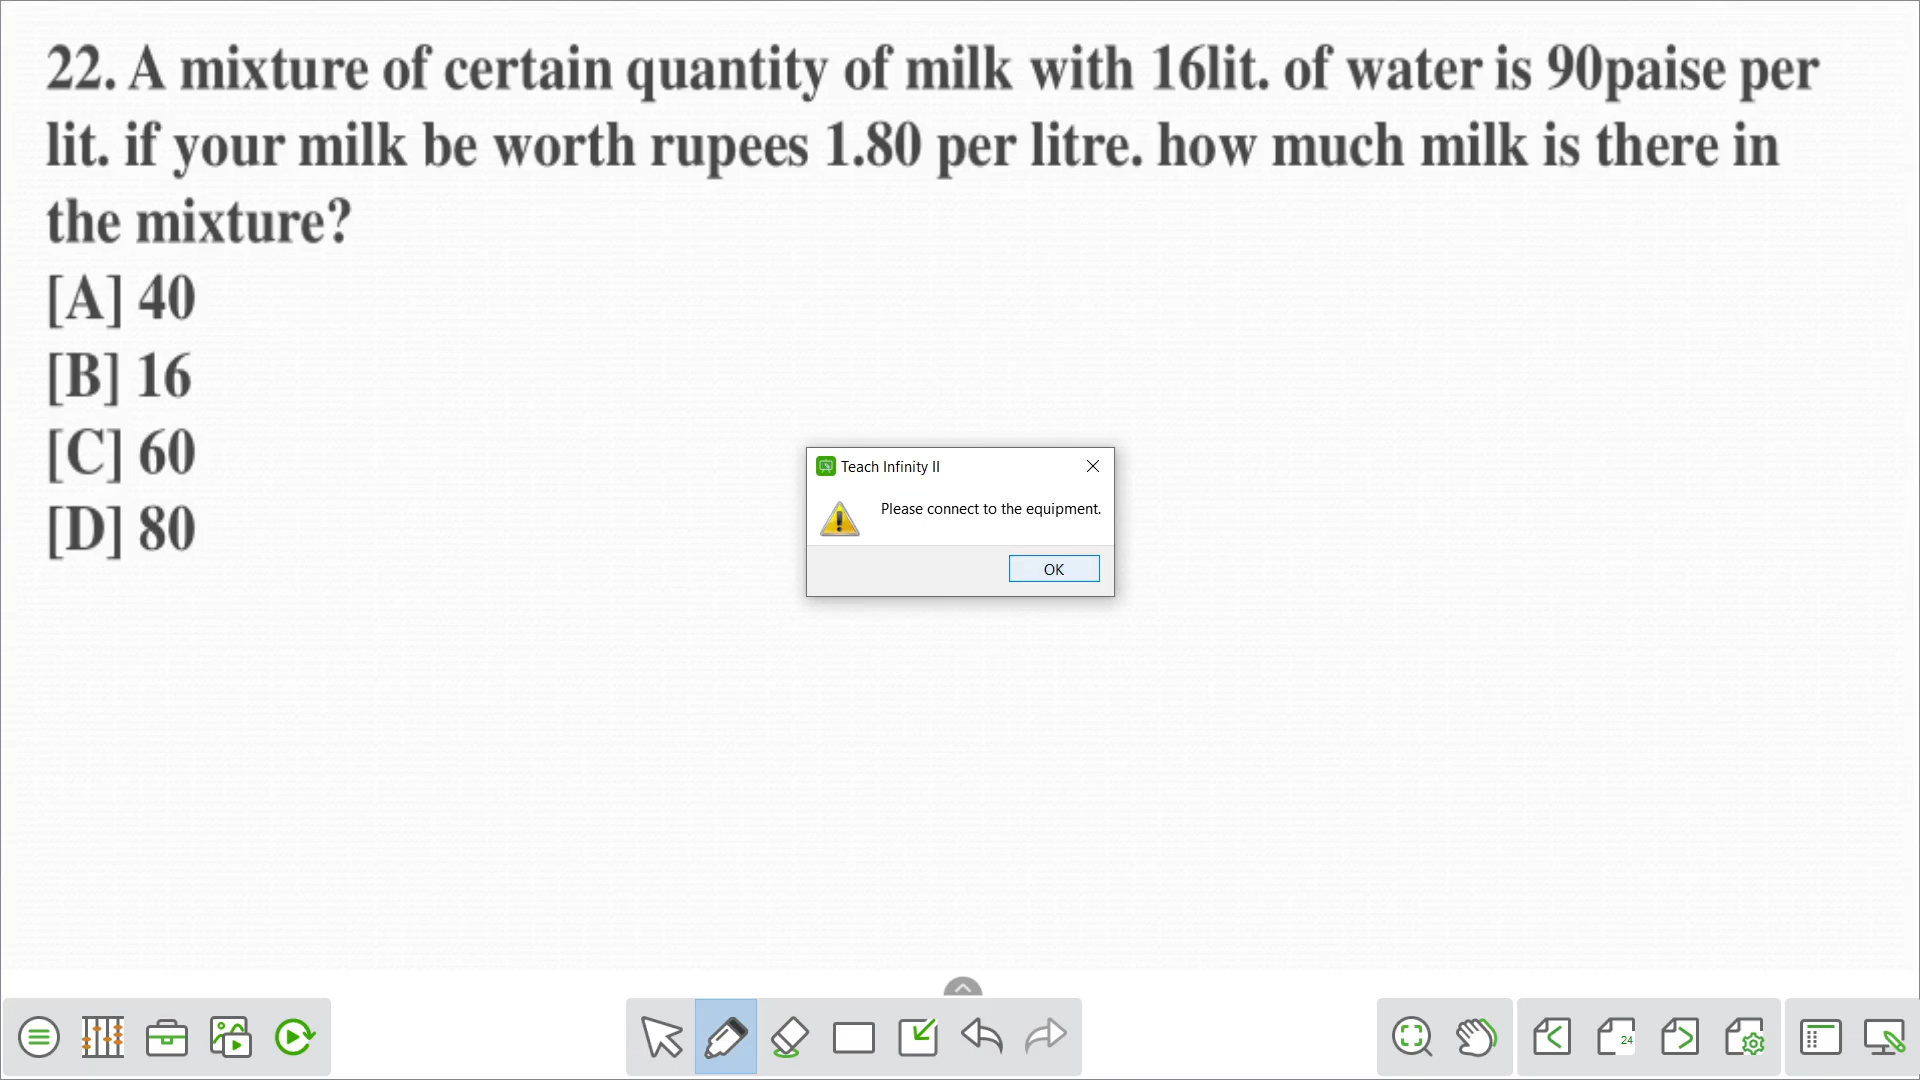 22. A mixture of certain quantity of milk with 16lit. of water is 90paise per
lit. if your milk be worth rupees 1.80 per litre. how much milk is there in
the mixture?
[A] 40
[B] 16
[C] 60
[D] 80
Teach Infinity II
Please connect to the equipment.
OK
24